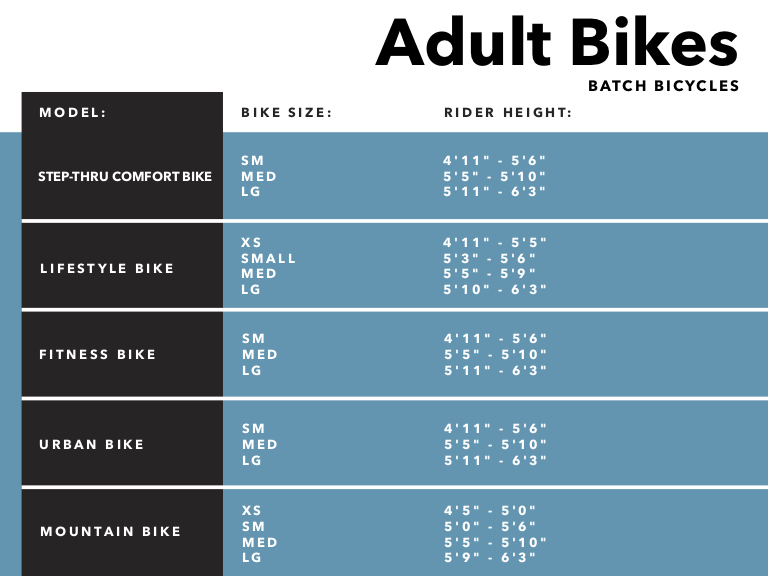 Adult Bikes
BATCH BICYCLES
MODEL: BIKE SIZE: RIDER HEIGHT:
STEP-THRU COMFORT BIKE
SM 4'11" - 5'6"
MED 5'5" - 5'10"
LG 5'11" - 6'3"
LIFESTYLE BIKE
XS 4'11" - 5'5"
SMALL 5'3" - 5'6"
MED 5'5" - 5'9"
LG 5'10" - 6'3"
FITNESS BIKE
SM 4'11" - 5'6"
MED 5'5" - 5'10"
LG 5'11" - 6'3"
URBAN BIKE
SM 4'11" - 5'6"
MED 5'5" - 5'10"
LG 5'11" - 6'3"
MOUNTAIN BIKE
XS 4'5" - 5'0"
SM 5'0" - 5'6"
MED 5'5" - 5'10"
LG 5'9" - 6'3"